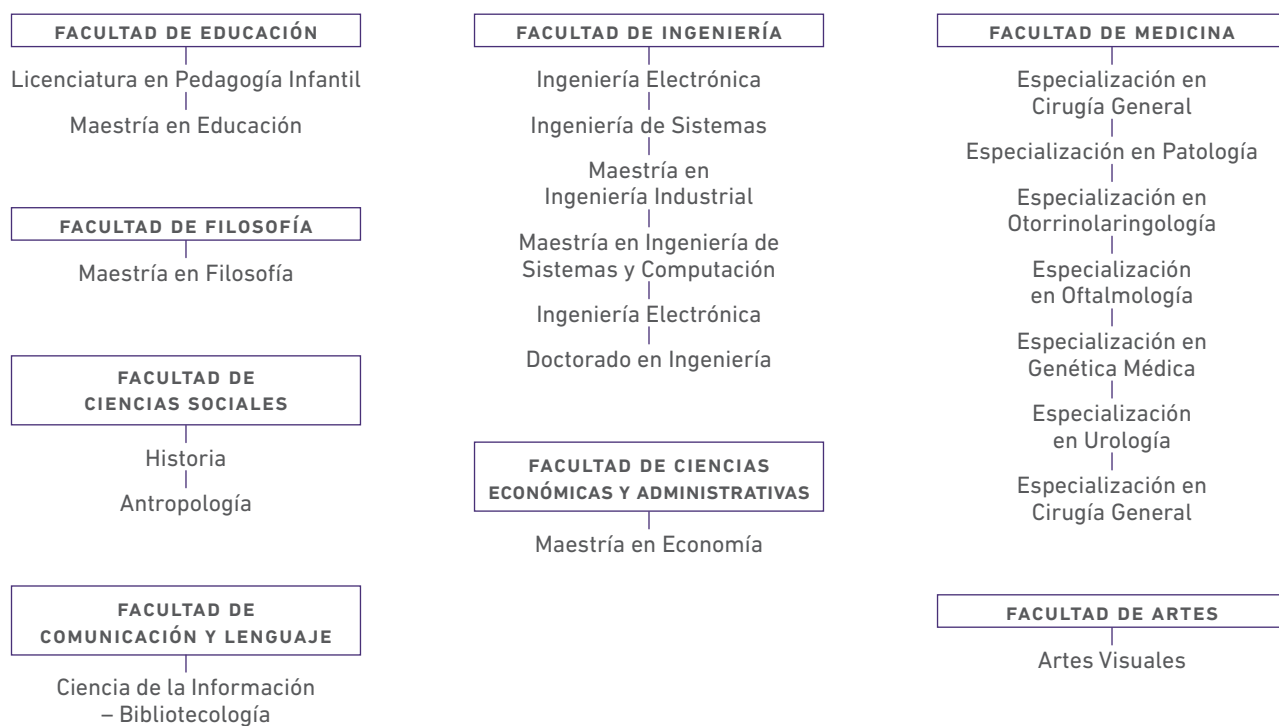 FACULTAD DE EDUCACIÓN
Licenciatura en Pedagogía Infantil
Maestría en Educación
FACULTAD DE FILOSOFÍA
Maestría en Filosofía
FACULTAD DE
CIENCIAS SOCIALES
Historia
Antropología
FACULTAD DE
COMUNICACIÓN Y LENGUAJE
Ciencia de la Información
– Bibliotecología
FACULTAD DE INGENIERÍA
Ingeniería Electrónica
Ingeniería de Sistemas
Maestría en
Ingeniería Industrial
Maestría en Ingeniería de
Sistemas y Computación
Ingeniería Electrónica
Doctorado en Ingeniería
FACULTAD DE CIENCIAS
ECONÓMICAS Y ADMINISTRATIVAS
Maestría en Economía
FACULTAD DE MEDICINA
Especialización en
Cirugía General
Especialización en Patología
Especialización en
Otorrinolaringología
Especialización
en Oftalmología
Especialización en
Genética Médica
Especialización
en Urología
Especialización en
Cirugía General
FACULTAD DE ARTES
Artes Visuales